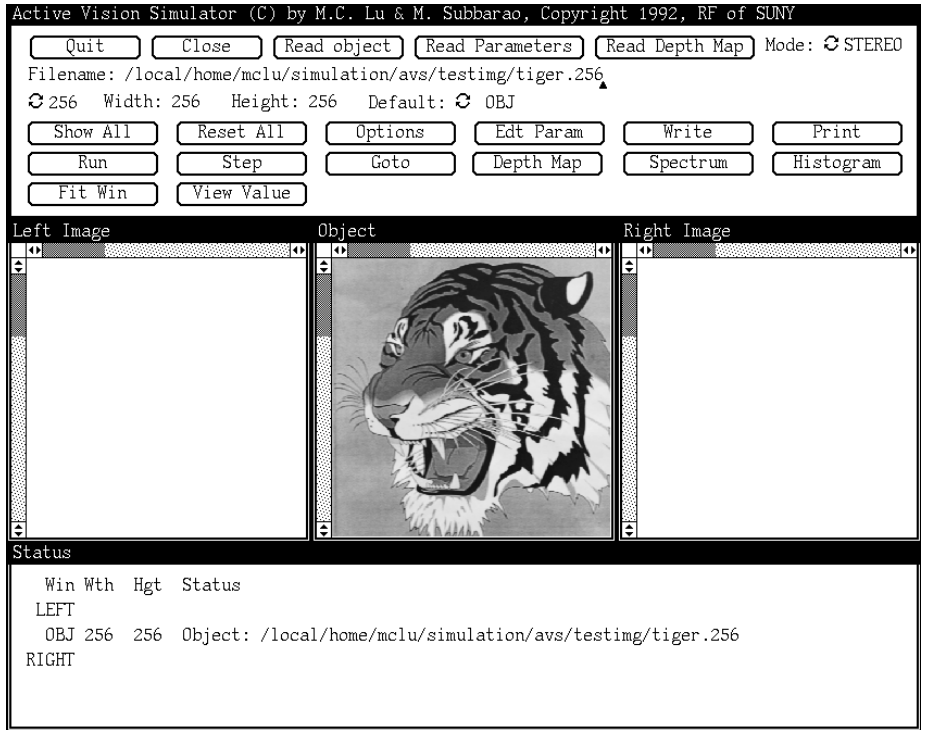 Active Vision Simulator (C) by M.C. Lu & M. Subbarao, Copyright 1992, RF of SUNY
Quit Close Read object Read Parameters Read Depth Map Mode: STEREO
Filename: /local/home/mclu/simulation/avs/testimg/tiger.256
256 Width: 256 Height: 256 Default: OBJ
Show All Reset All Options Edt Param Write Print
Run Step Goto Depth Map Spectrum Histogram
Fit Win View Value
Left Image Object Right Image
Status
Win Wth Hgt Status
LEFT
OBJ 256 256 Object: /local/home/mclu/simulation/avs/testimg/tiger.256
RIGHT